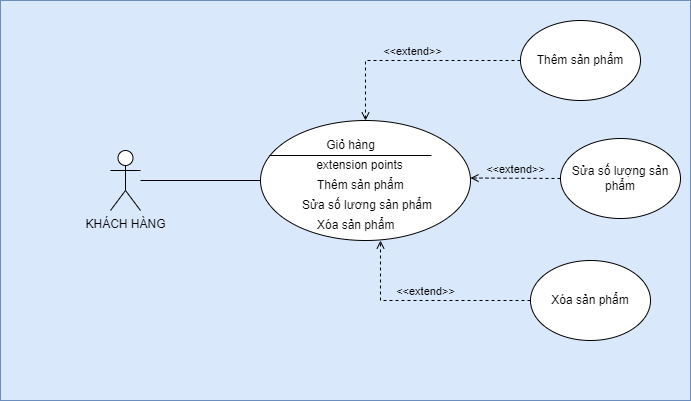 <<extend>>
Thêm sản phẩm
Giỏ hàng
extension points
Thêm sản phẩm
Sửa số lượng sản phẩm
Xóa sản phẩm
<<extend>>
Sửa số lượng sản
phẩm
KHÁCH HÀNG
<<extend>>
Xóa sản phẩm